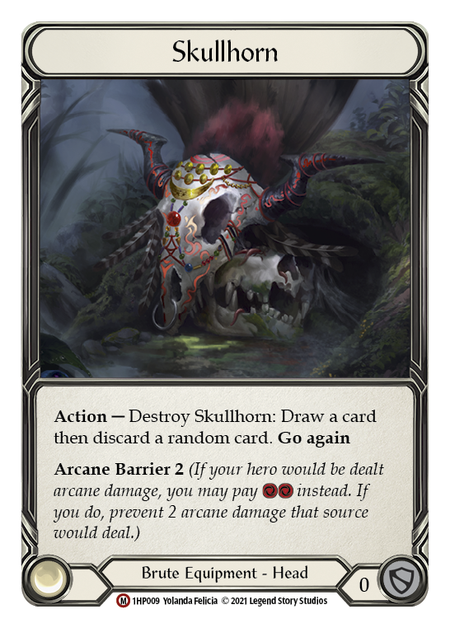 Skullhorn
Action — Destroy Skullhorn: Draw a card
then discard a random card. Go again
Arcane Barrier 2 (If your hero would be dealt
arcane damage, you may pay instead. If
you do, prevent 2 arcane damage that source
would deal.)
Brute Equipment - Head
0
M 1HP009 Yolanda Felicia © 2021 Legend Story Studios